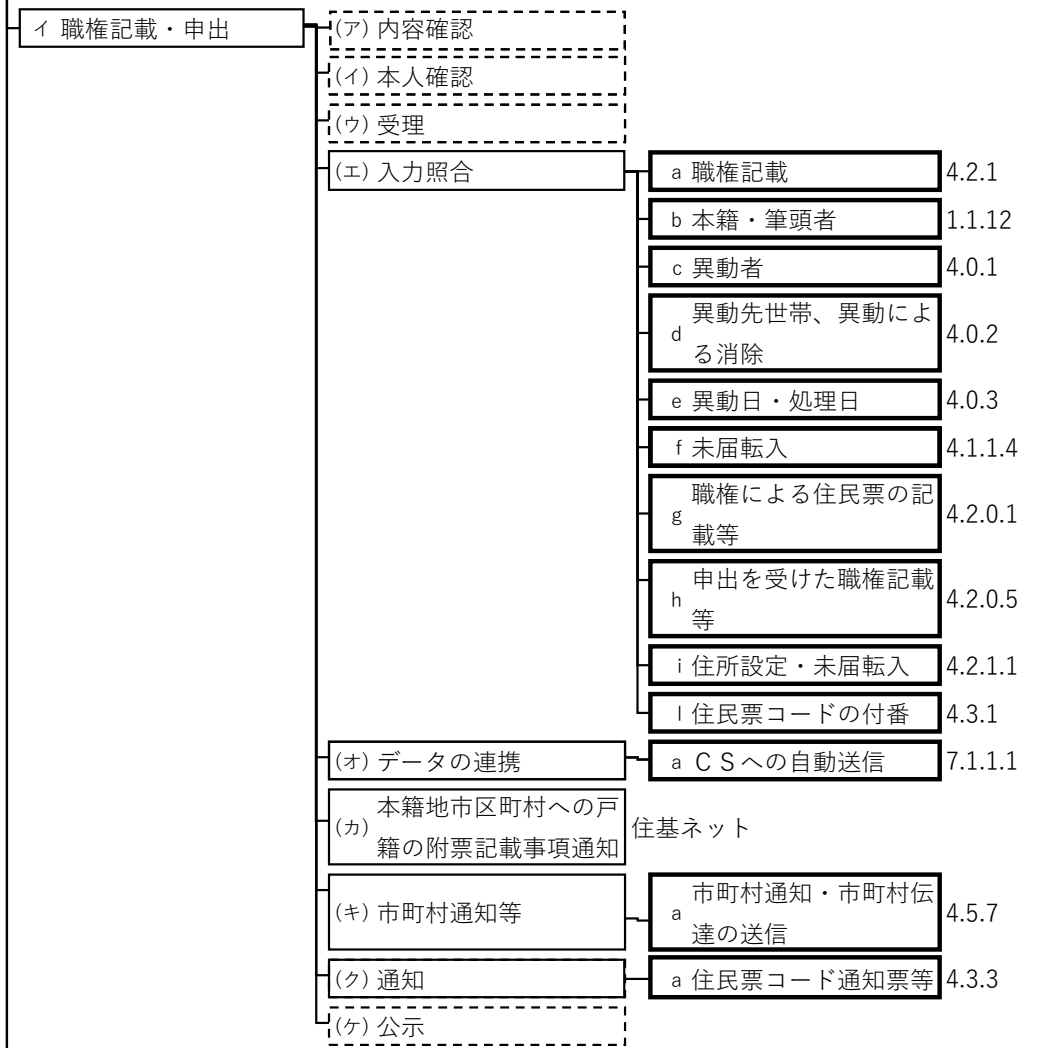 イ 職権記載・申出
(ア) 内容確認
(イ) 本人確認
(ウ) 受理
(エ) 入力照合
a 職権記載 4.2.1
b 本籍・筆頭者 1.1.12
c 異動者 4.0.1
d 異動先世帯、異動によ
る消除 4.0.2
e 異動日・処理日 4.0.3
f 未届転入 4.1.1.4
g 職権による住民票の記
載等 4.2.0.1
h 申出を受けた職権記載
等 4.2.0.5
i 住所設定・未届転入 4.2.1.1
l 住民票コードの付番 4.3.1
(オ) データの連携
a ＣＳへの自動送信 7.1.1.1
(カ) 本籍地市区町村への戸
籍の附票記載事項通知
住基ネット
(キ) 市町村通知等
a 市町村通知・市町村伝
達の送信 4.5.7
(ク) 通知
a 住民票コード通知票等 4.3.3
(ケ) 公示